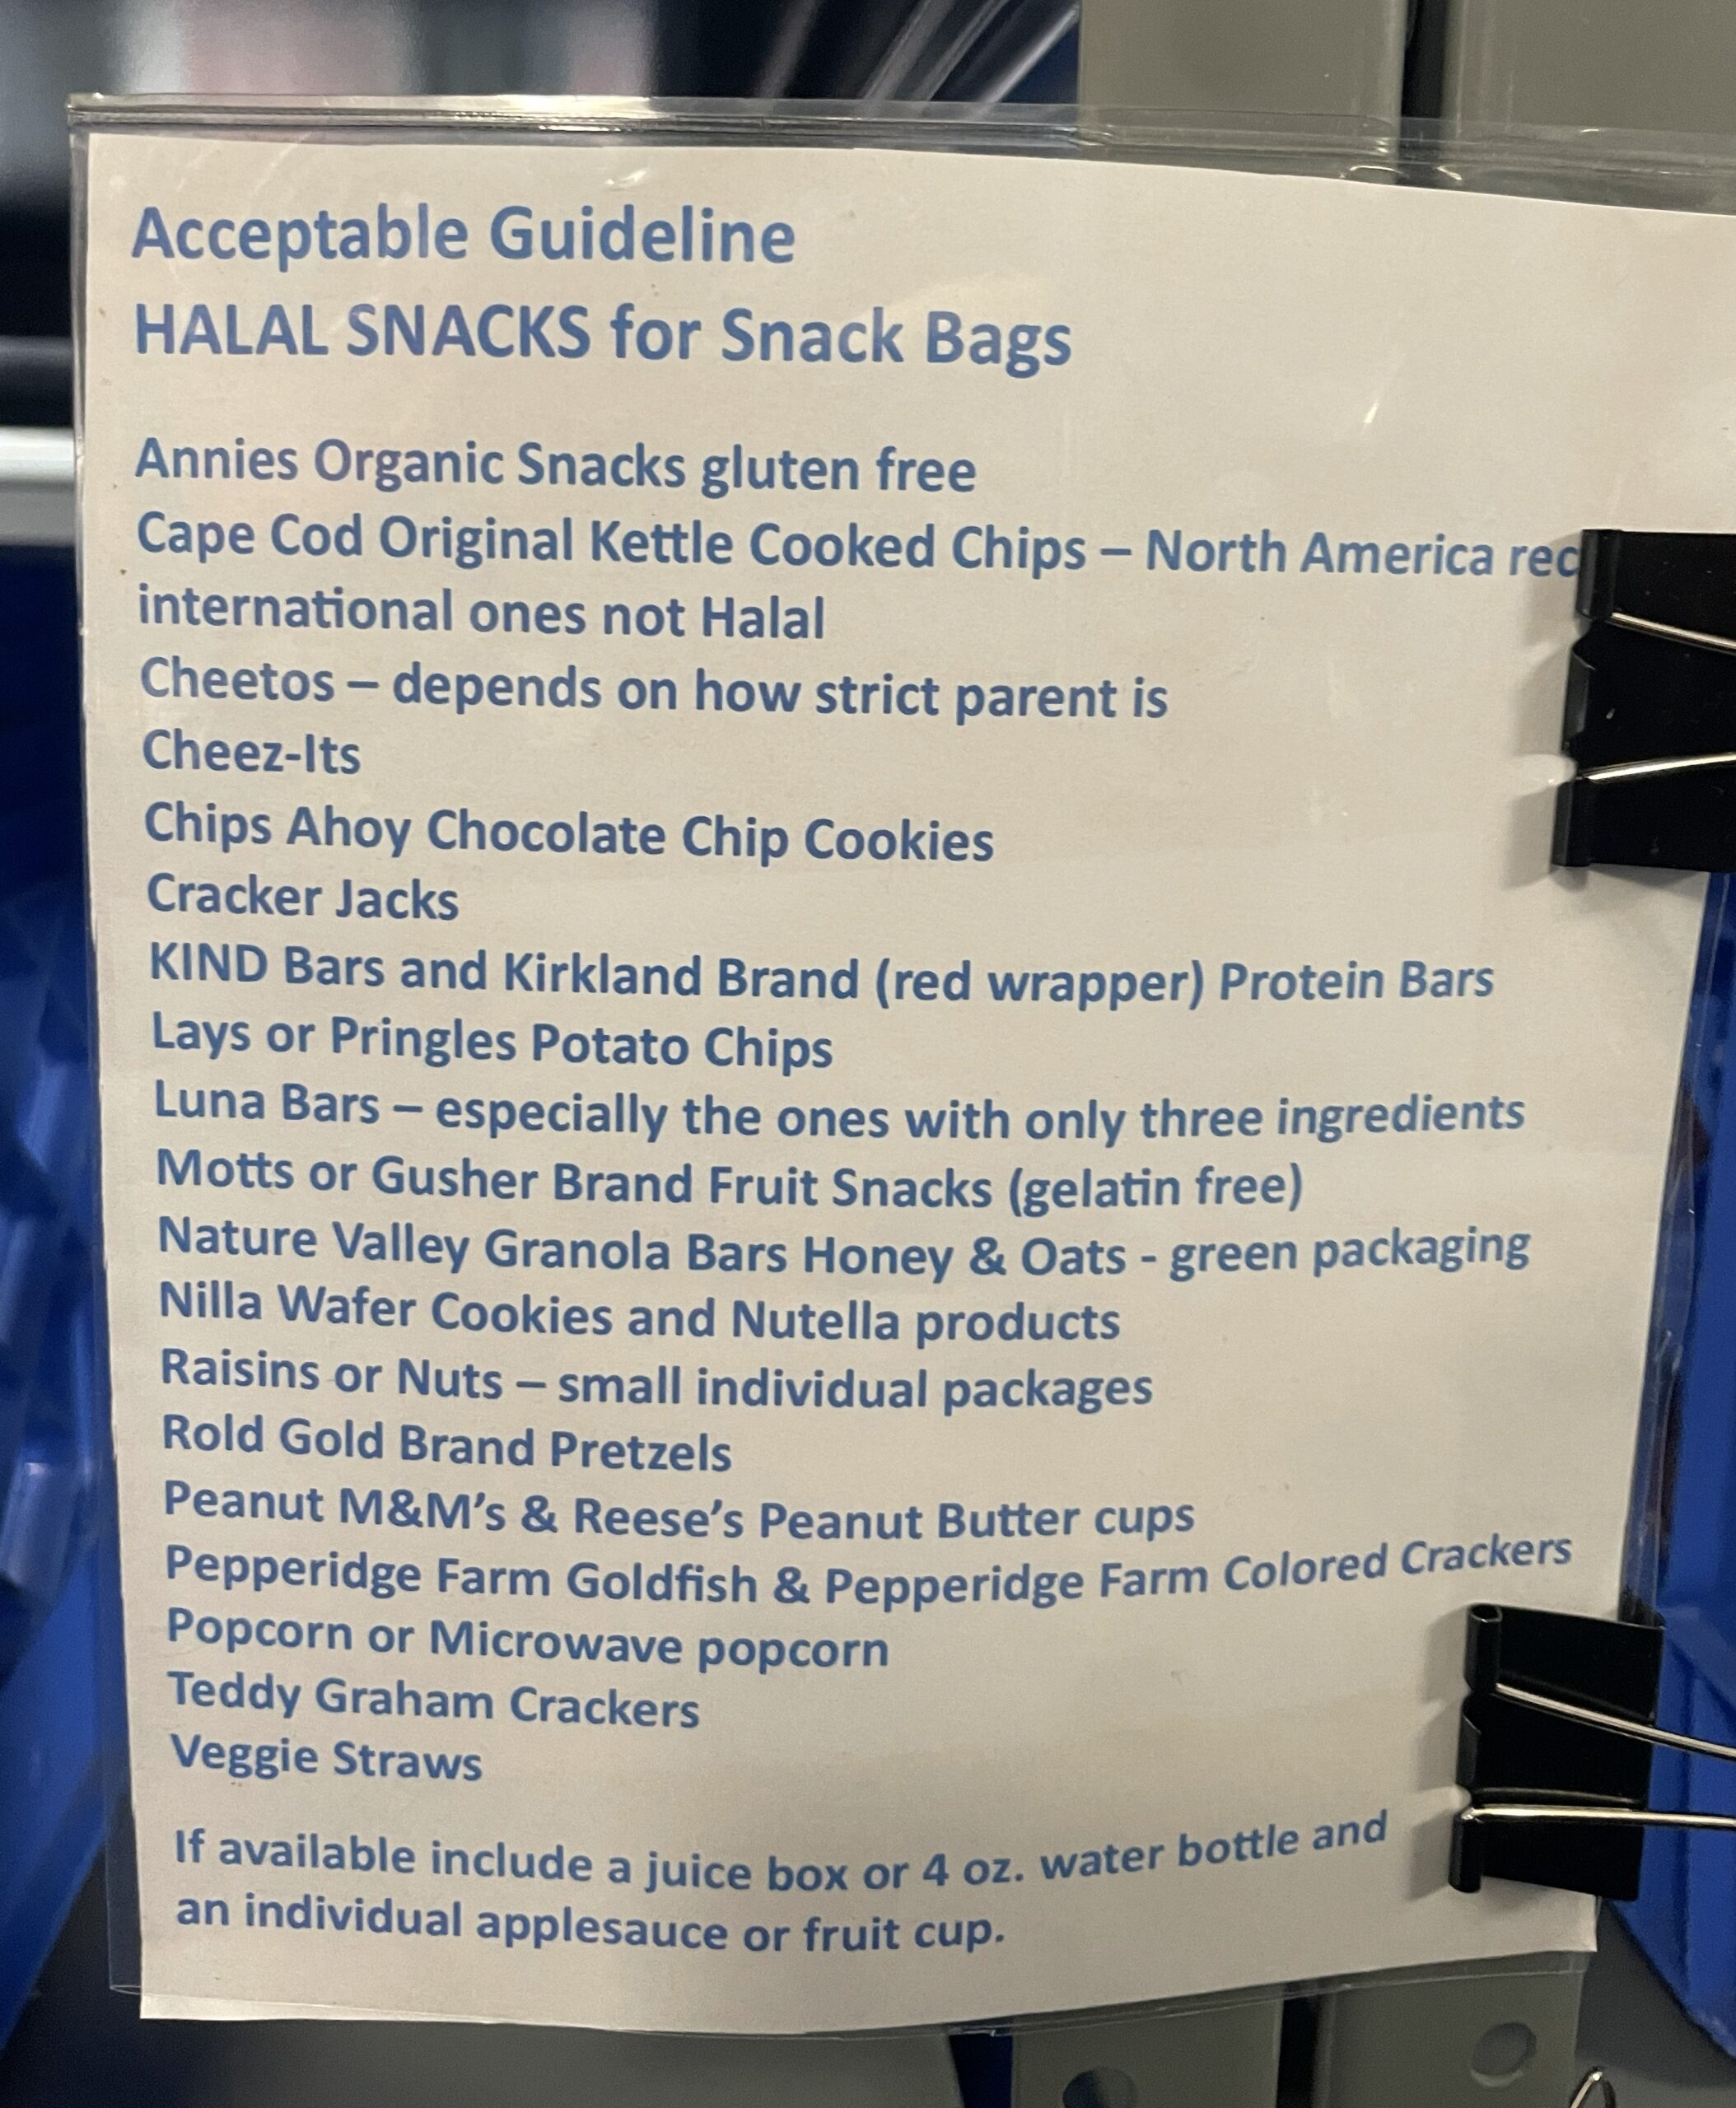 Acceptable Guideline
HALAL SNACKS for Snack Bags
Annies Organic Snacks gluten free
Cape Cod Original Kettle Cooked Chips – North America
international ones not Halal
Cheetos – depends on how strict parent is
Cheez-Its
Chips Ahoy Chocolate Chip Cookies
Cracker Jacks
KIND Bars and Kirkland Brand (red wrapper) Protein Bars
Lays or Pringles Potato Chips
Luna Bars – especially the ones with only three ingredients
Motts or Gusher Brand Fruit Snacks (gelatin free)
Nature Valley Granola Bars Honey & Oats - green packaging
Nilla Wafer Cookies and Nutella products
Raisins or Nuts – small individual packages
Rold Gold Brand Pretzels
Peanut M&M’s & Reese’s Peanut Butter cups
Pepperidge Farm Goldfish & Pepperidge Farm Colored Crackers
Popcorn or Microwave popcorn
Teddy Graham Crackers
Veggie Straws
If available include a juice box or 4 oz. water bottle and
an individual applesauce or fruit cup.